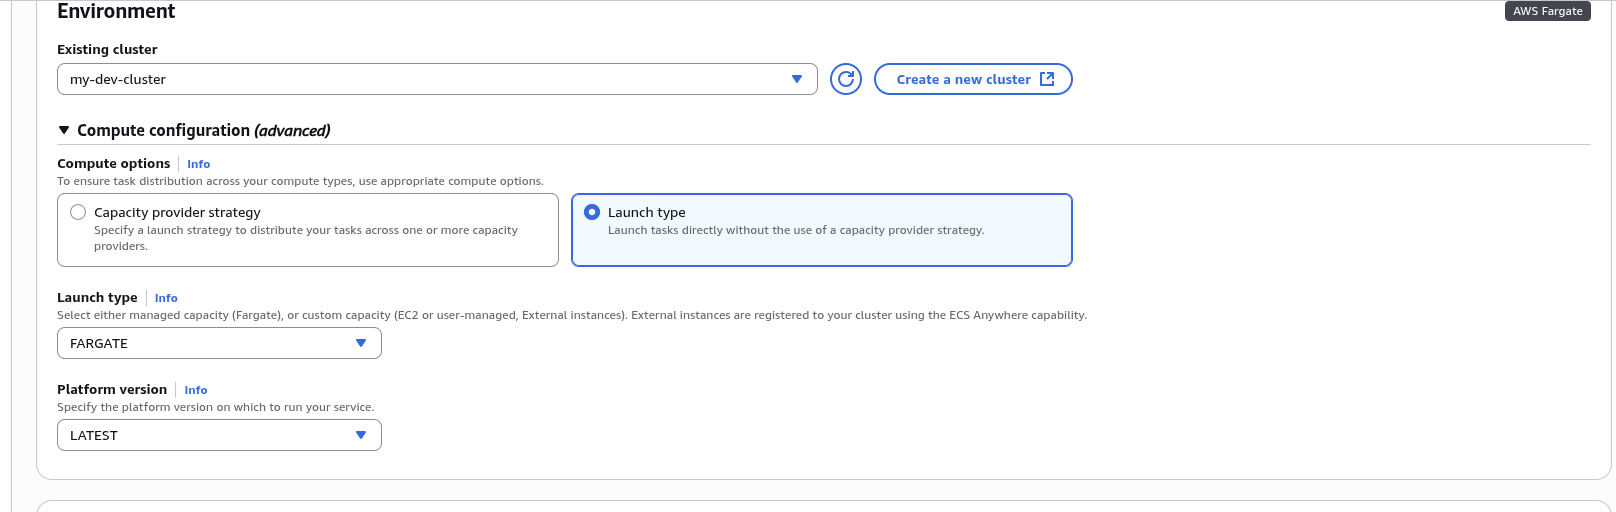 Environment
AWS Fargate
Existing cluster
my-dev-cluster
Create a new cluster
Compute configuration (advanced)
Compute options
Info
To ensure task distribution across your compute types, use appropriate compute options.
Capacity provider strategy
Specify a launch strategy to distribute your tasks across one or more capacity
providers.
Launch type
Launch tasks directly without the use of a capacity provider strategy.
Launch type
Info
Select either managed capacity (Fargate), or custom capacity (EC2 or user-managed, External instances). External instances are registered to your cluster using the ECS Anywhere capability.
FARGATE
Platform version
Info
Specify the platform version on which to run your service.
LATEST